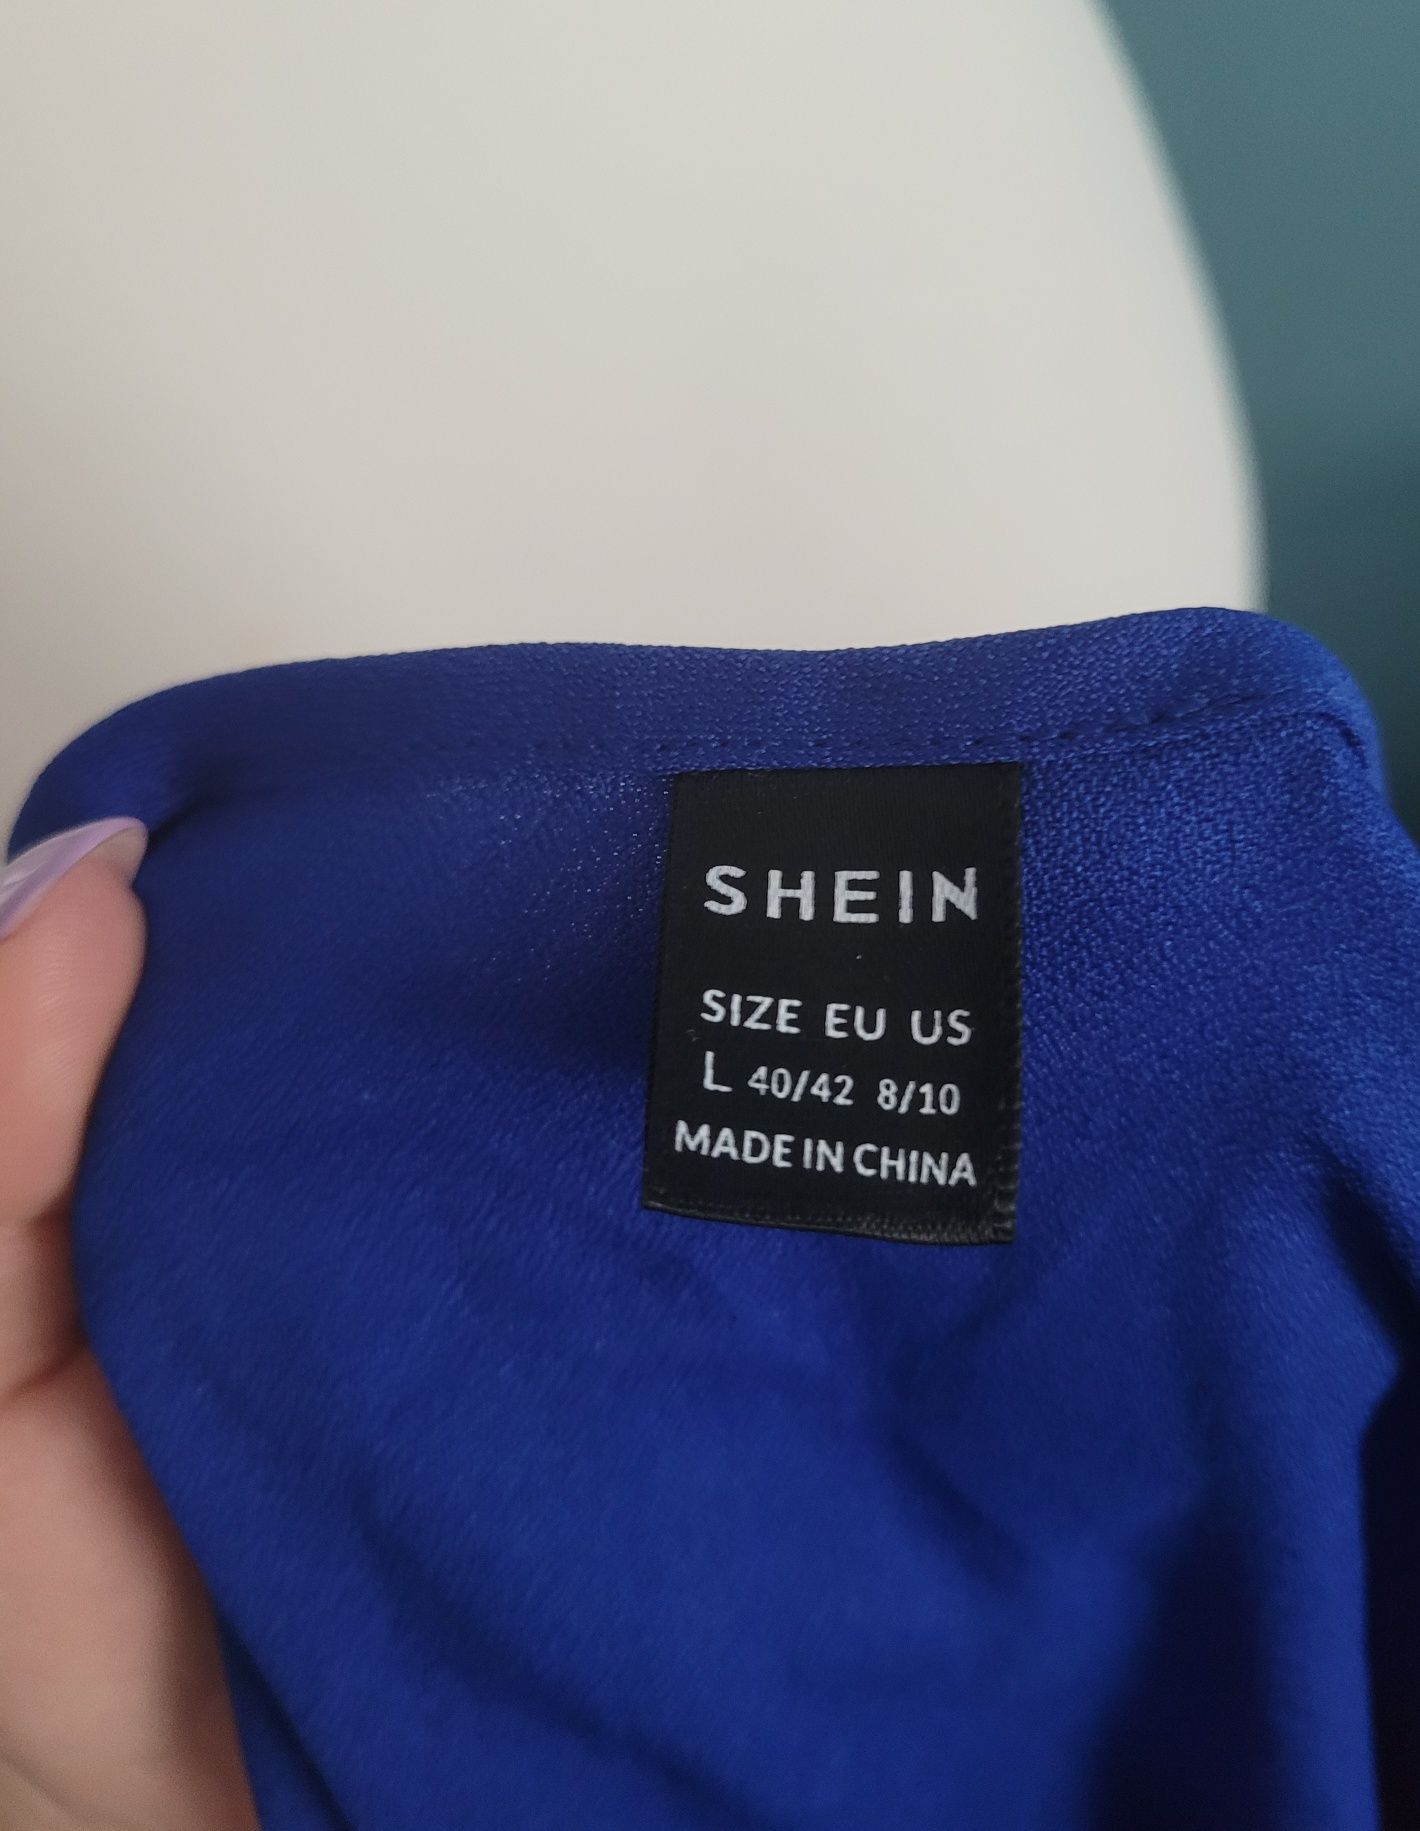 SHEIN
SIZE EU US
L 40/42 8/10
MADE IN CHINA